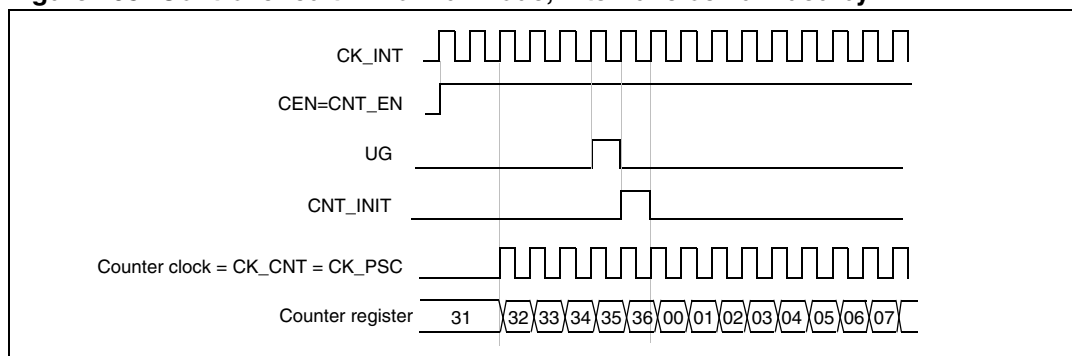 CK_INT
CEN=CNT_EN
UG
CNT_INIT
Counter clock = CK_CNT = CK_PSC
Counter register 31 32 33 34 35 36 00 01 02 03 04 05 06 07